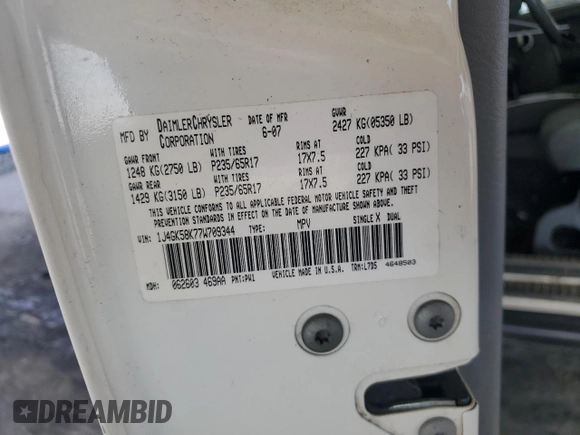 MFD BY DAIMLERCHRYSLER CORPORATION DATE OF MFR 6-07 GVWR 2427 KG(05350 LB)
GAWR FRONT WITH TIRES RIMS AT COLD
1248 KG(2750 LB) P235/65R17 17X7.5 227 KPA( 33 PSI)
GAWR REAR WITH TIRES RIMS AT COLD
1429 KG(3150 LB) P235/65R17 17X7.5 227 KPA( 33 PSI)
THIS VEHICLE CONFORMS TO ALL APPLICABLE FEDERAL MOTOR VEHICLE SAFETY AND THEFT
PREVENTION STANDARDS IN EFFECT ON THE DATE OF MANUFACTURE SHOWN ABOVE.
VIN: 1J4GK58K77W709344 TYPE: MPV SINGLE X DUAL
MDH: 062603 469AA PNT:PW1 VEHICLE MADE IN U.S.A. TRM:L7D5 4648503
DREAMBID